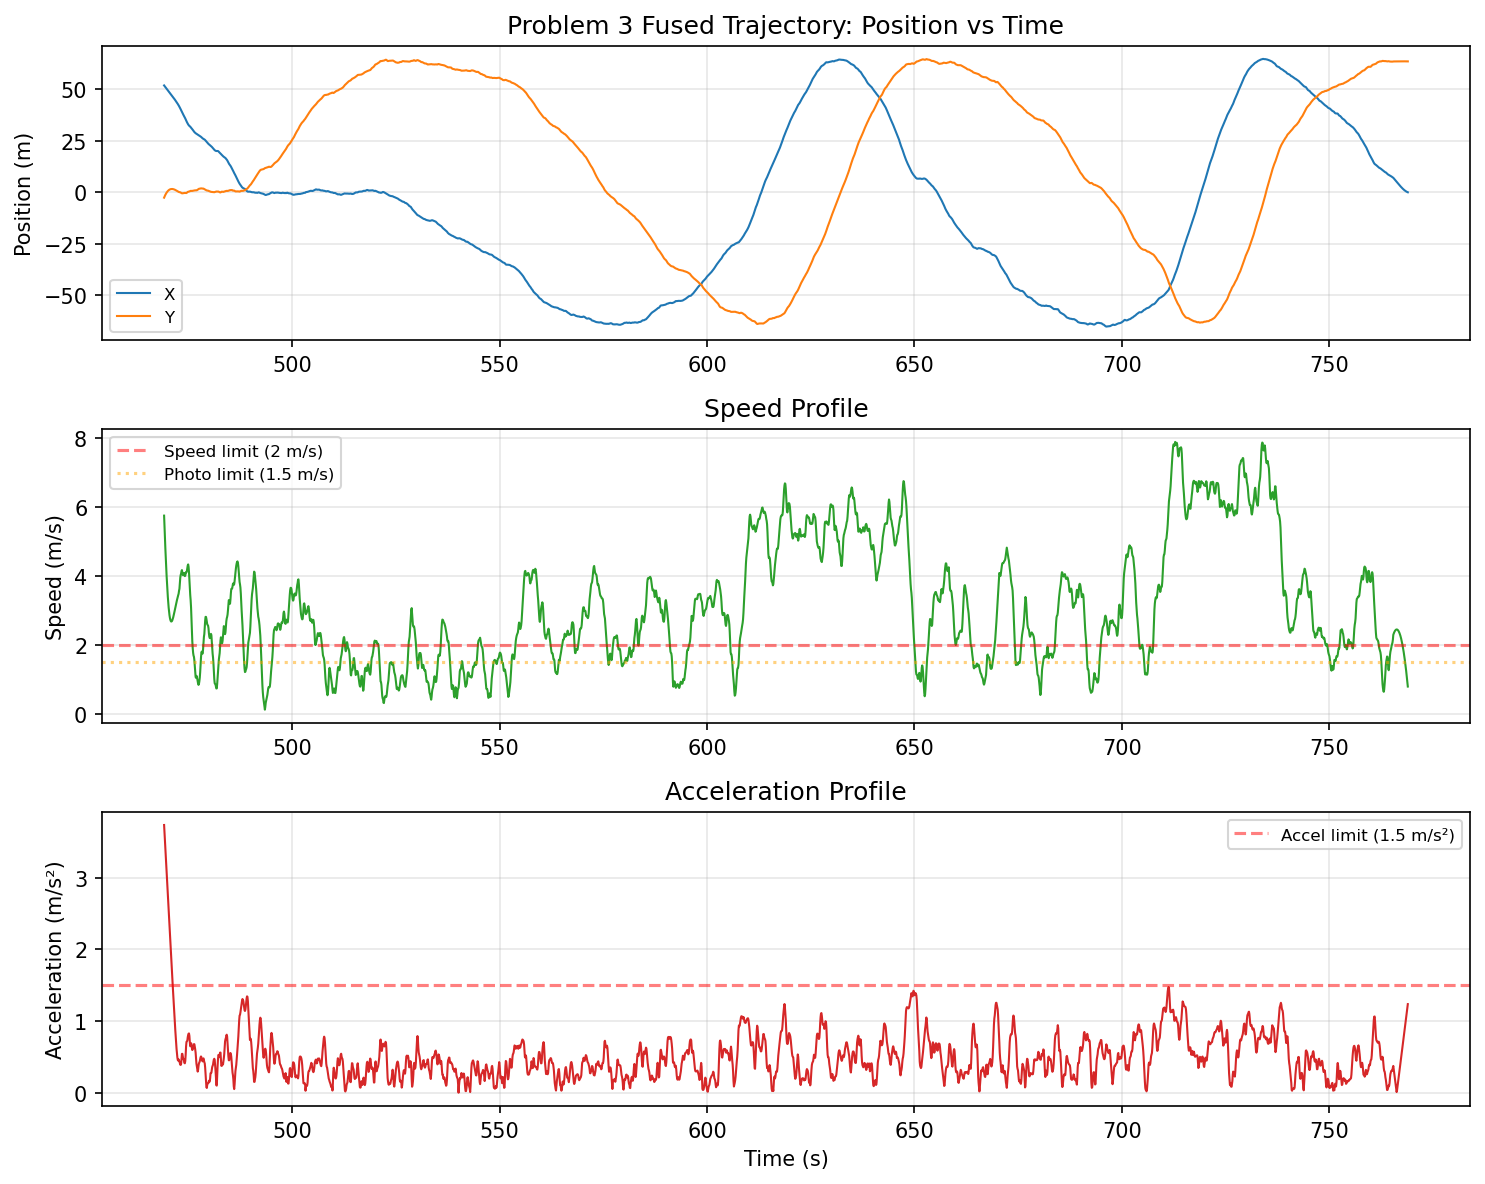 Problem 3 Fused Trajectory: Position vs Time
Position (m)
50
25
0
−25
−50
X
Y
500 550 600 650 700 750
Speed Profile
Speed (m/s)
8
6
4
2
0
Speed limit (2 m/s)
Photo limit (1.5 m/s)
500 550 600 650 700 750
Acceleration Profile
Acceleration (m/s²)
3
2
1
0
Accel limit (1.5 m/s²)
500 550 600 650 700 750
Time (s)